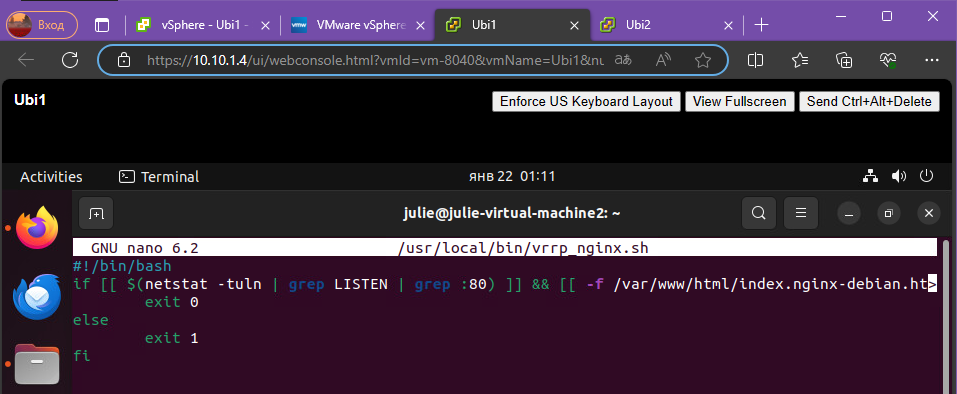 Вход
vSphere - Ubi1 -
VMware vSphere
Ubi1
Ubi2
https://10.10.1.4/ui/webconsole.html?vmId=vm-8040&vmName=Ubi1&nu
Ubi1
Enforce US Keyboard Layout
View Fullscreen
Send Ctrl+Alt+Delete
Activities
Terminal
янв 22 01:11
julie@julie-virtual-machine2: ~
GNU nano 6.2 /usr/local/bin/vrrp_nginx.sh
#!/bin/bash
if [[ $(netstat -tuln | grep LISTEN | grep :80) ]] && [[ -f /var/www/html/index.nginx-debian.ht>
exit 0
else
exit 1
fi